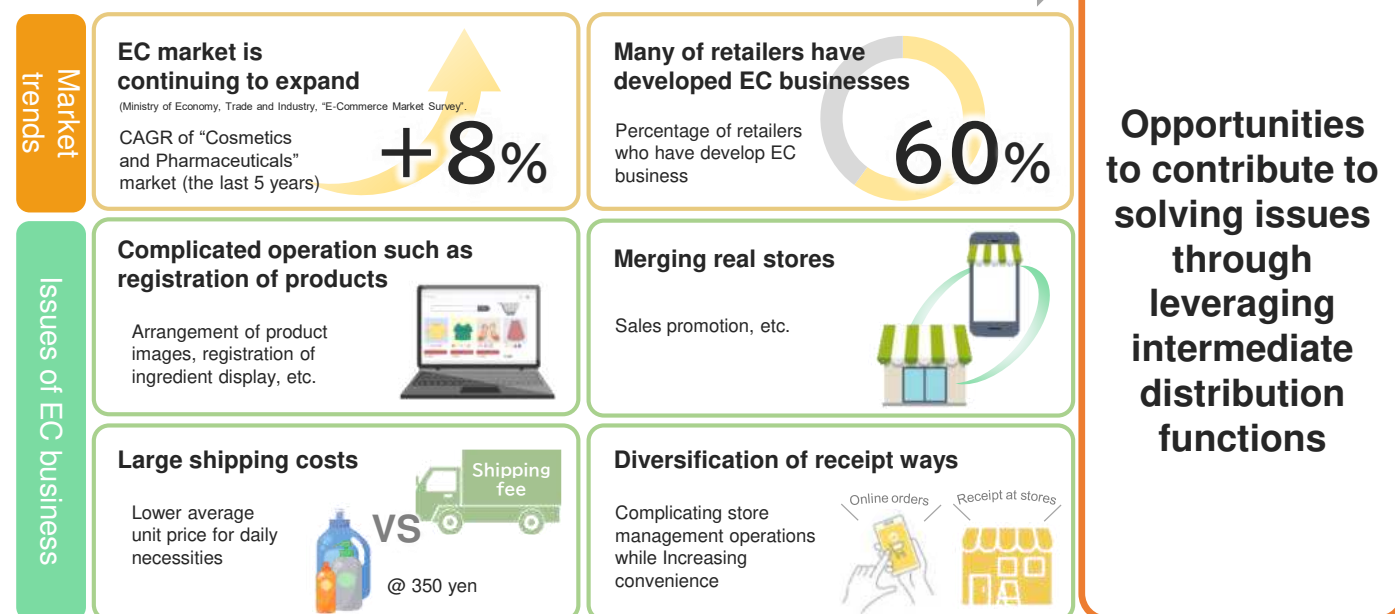 Market
trends
EC market is
continuing to expand
(Ministry of Economy, Trade and Industry, “E-Commerce Market Survey”.
CAGR of “Cosmetics
and Pharmaceuticals”
market (the last 5 years)
+8%
Many of retailers have
developed EC businesses
Percentage of retailers
who have develop EC
business
60%
Issues of EC business
Complicated operation such as
registration of products
Arrangement of product
images, registration of
ingredient display, etc.
Merging real stores
Sales promotion, etc.
Large shipping costs
Lower average
unit price for daily
necessities
VS
Shipping
fee
@ 350 yen
Diversification of receipt ways
Complicating store
management operations
while Increasing
convenience
Online orders
Receipt at stores
Opportunities
to contribute to
solving issues
through
leveraging
intermediate
distribution
functions